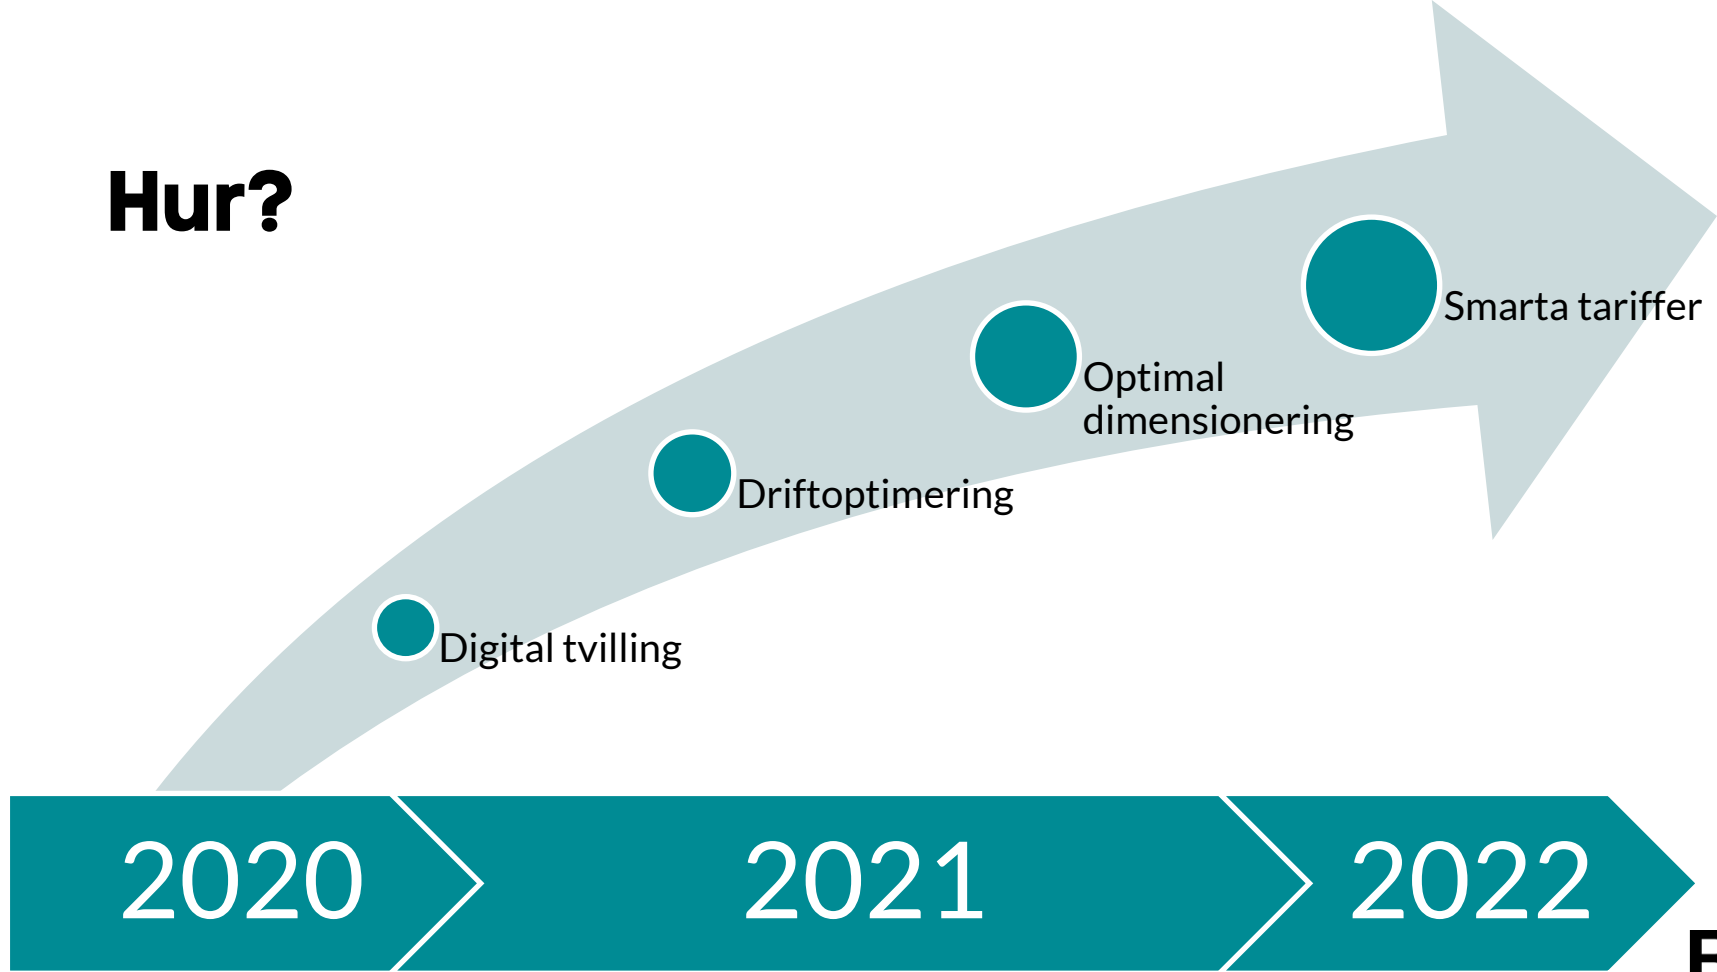 Hur?
Smarta tariffer
Optimal
dimensionering
Driftoptimering
Digital tvilling
2020
2021
2022